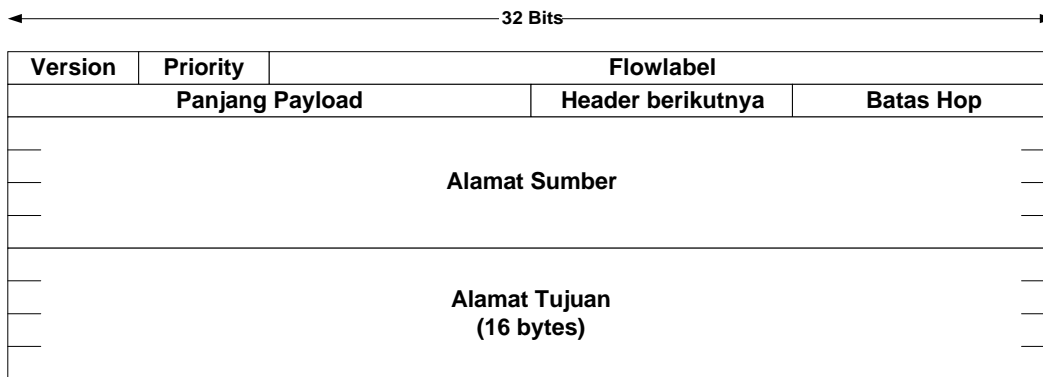 32 Bits
Version Priority Flowlabel
Panjang Payload Header berikutnya Batas Hop
Alamat Sumber
Alamat Tujuan
(16 bytes)